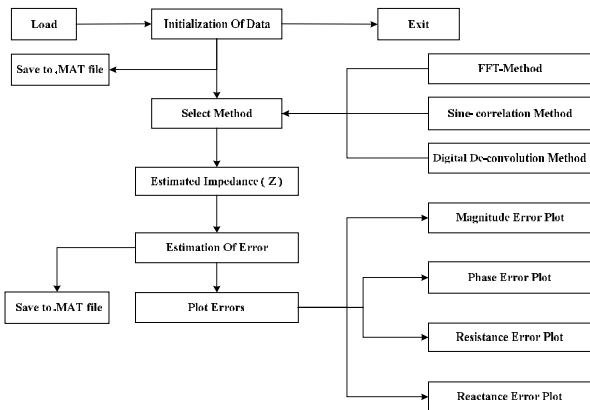 Load
Initialization Of Data
Exit
Save to .MAT file
FFT-Method
Select Method
Sine- correlation Method
Digital De-convolution Method
Estimated Impedance ( Z )
Magnitude Error Plot
Estimation Of Error
Phase Error Plot
Save to .MAT file
Plot Errors
Resistance Error Plot
Reactance Error Plot